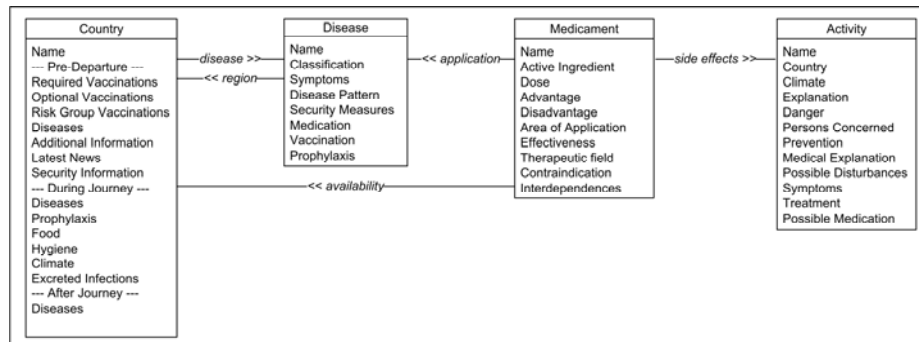 Country
Name
--- Pre-Departure ---
Required Vaccinations
Optional Vaccinations
Risk Group Vaccinations
Diseases
Additional Information
Latest News
Security Information
--- During Journey ---
Diseases
Prophylaxis
Food
Hygiene
Climate
Excreted Infections
--- After Journey ---
Diseases
disease >>
<< region
Disease
Name
Classification
Symptoms
Disease Pattern
Security Measures
Medication
Vaccination
Prophylaxis
<< application
<< availability
Medicament
Name
Active Ingredient
Dose
Advantage
Disadvantage
Area of Application
Effectiveness
Therapeutic field
Contraindication
Interdependences
side effects >>
Activity
Name
Country
Climate
Explanation
Danger
Persons Concerned
Prevention
Medical Explanation
Possible Disturbances
Symptoms
Treatment
Possible Medication